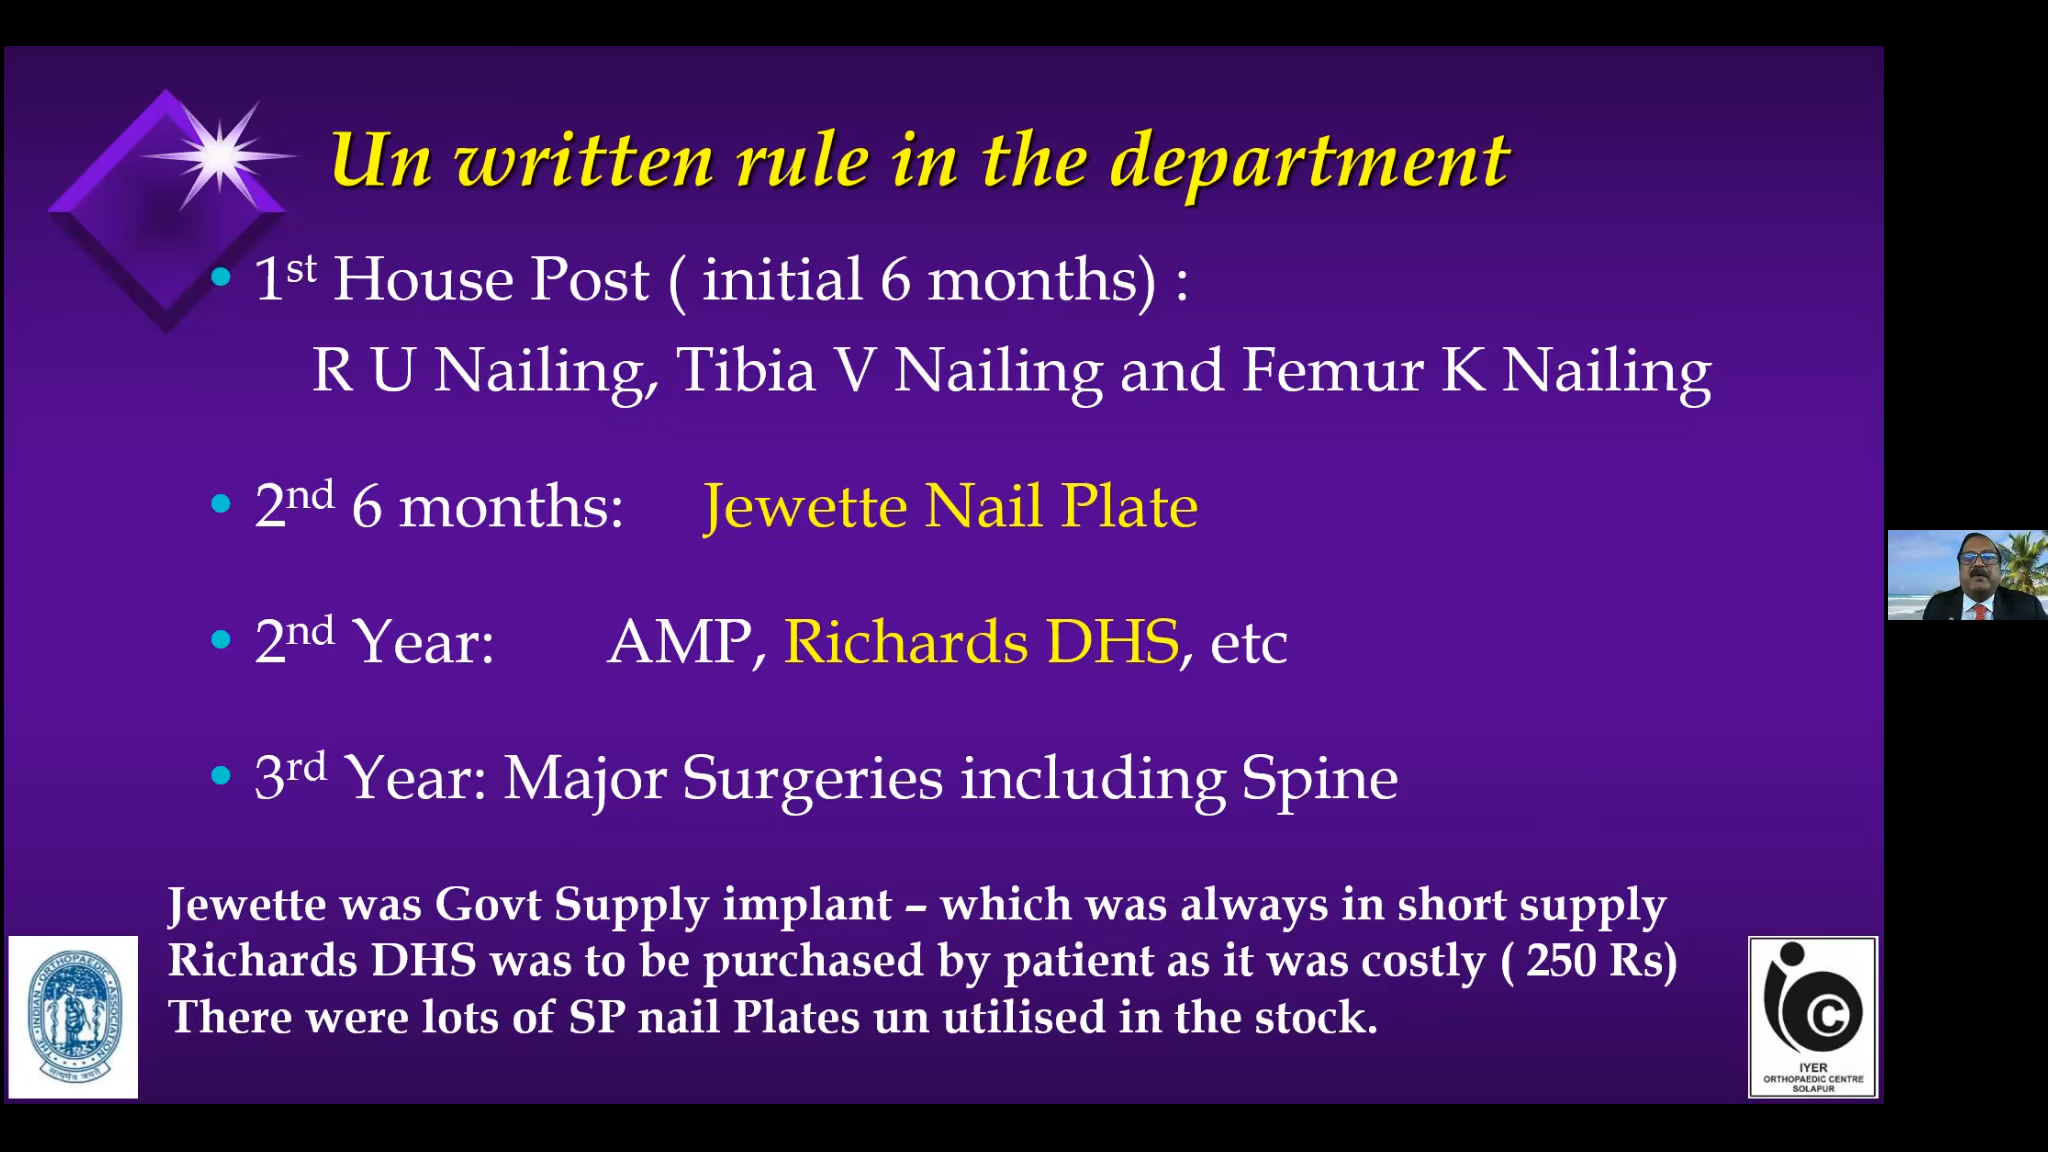 Un written rule in the department
• 1st House Post ( initial 6 months) :
R U Nailing, Tibia V Nailing and Femur K Nailing
• 2nd 6 months: Jewette Nail Plate
• 2nd Year: AMP, Richards DHS, etc
• 3rd Year: Major Surgeries including Spine
Jewette was Govt Supply implant – which was always in short supply
Richards DHS was to be purchased by patient as it was costly ( 250 Rs)
There were lots of SP nail Plates un utilised in the stock.
THE INDIAN ORTHOPAEDIC ASSOCIATION
IYER
ORTHOPAEDIC CENTRE
SOLAPUR